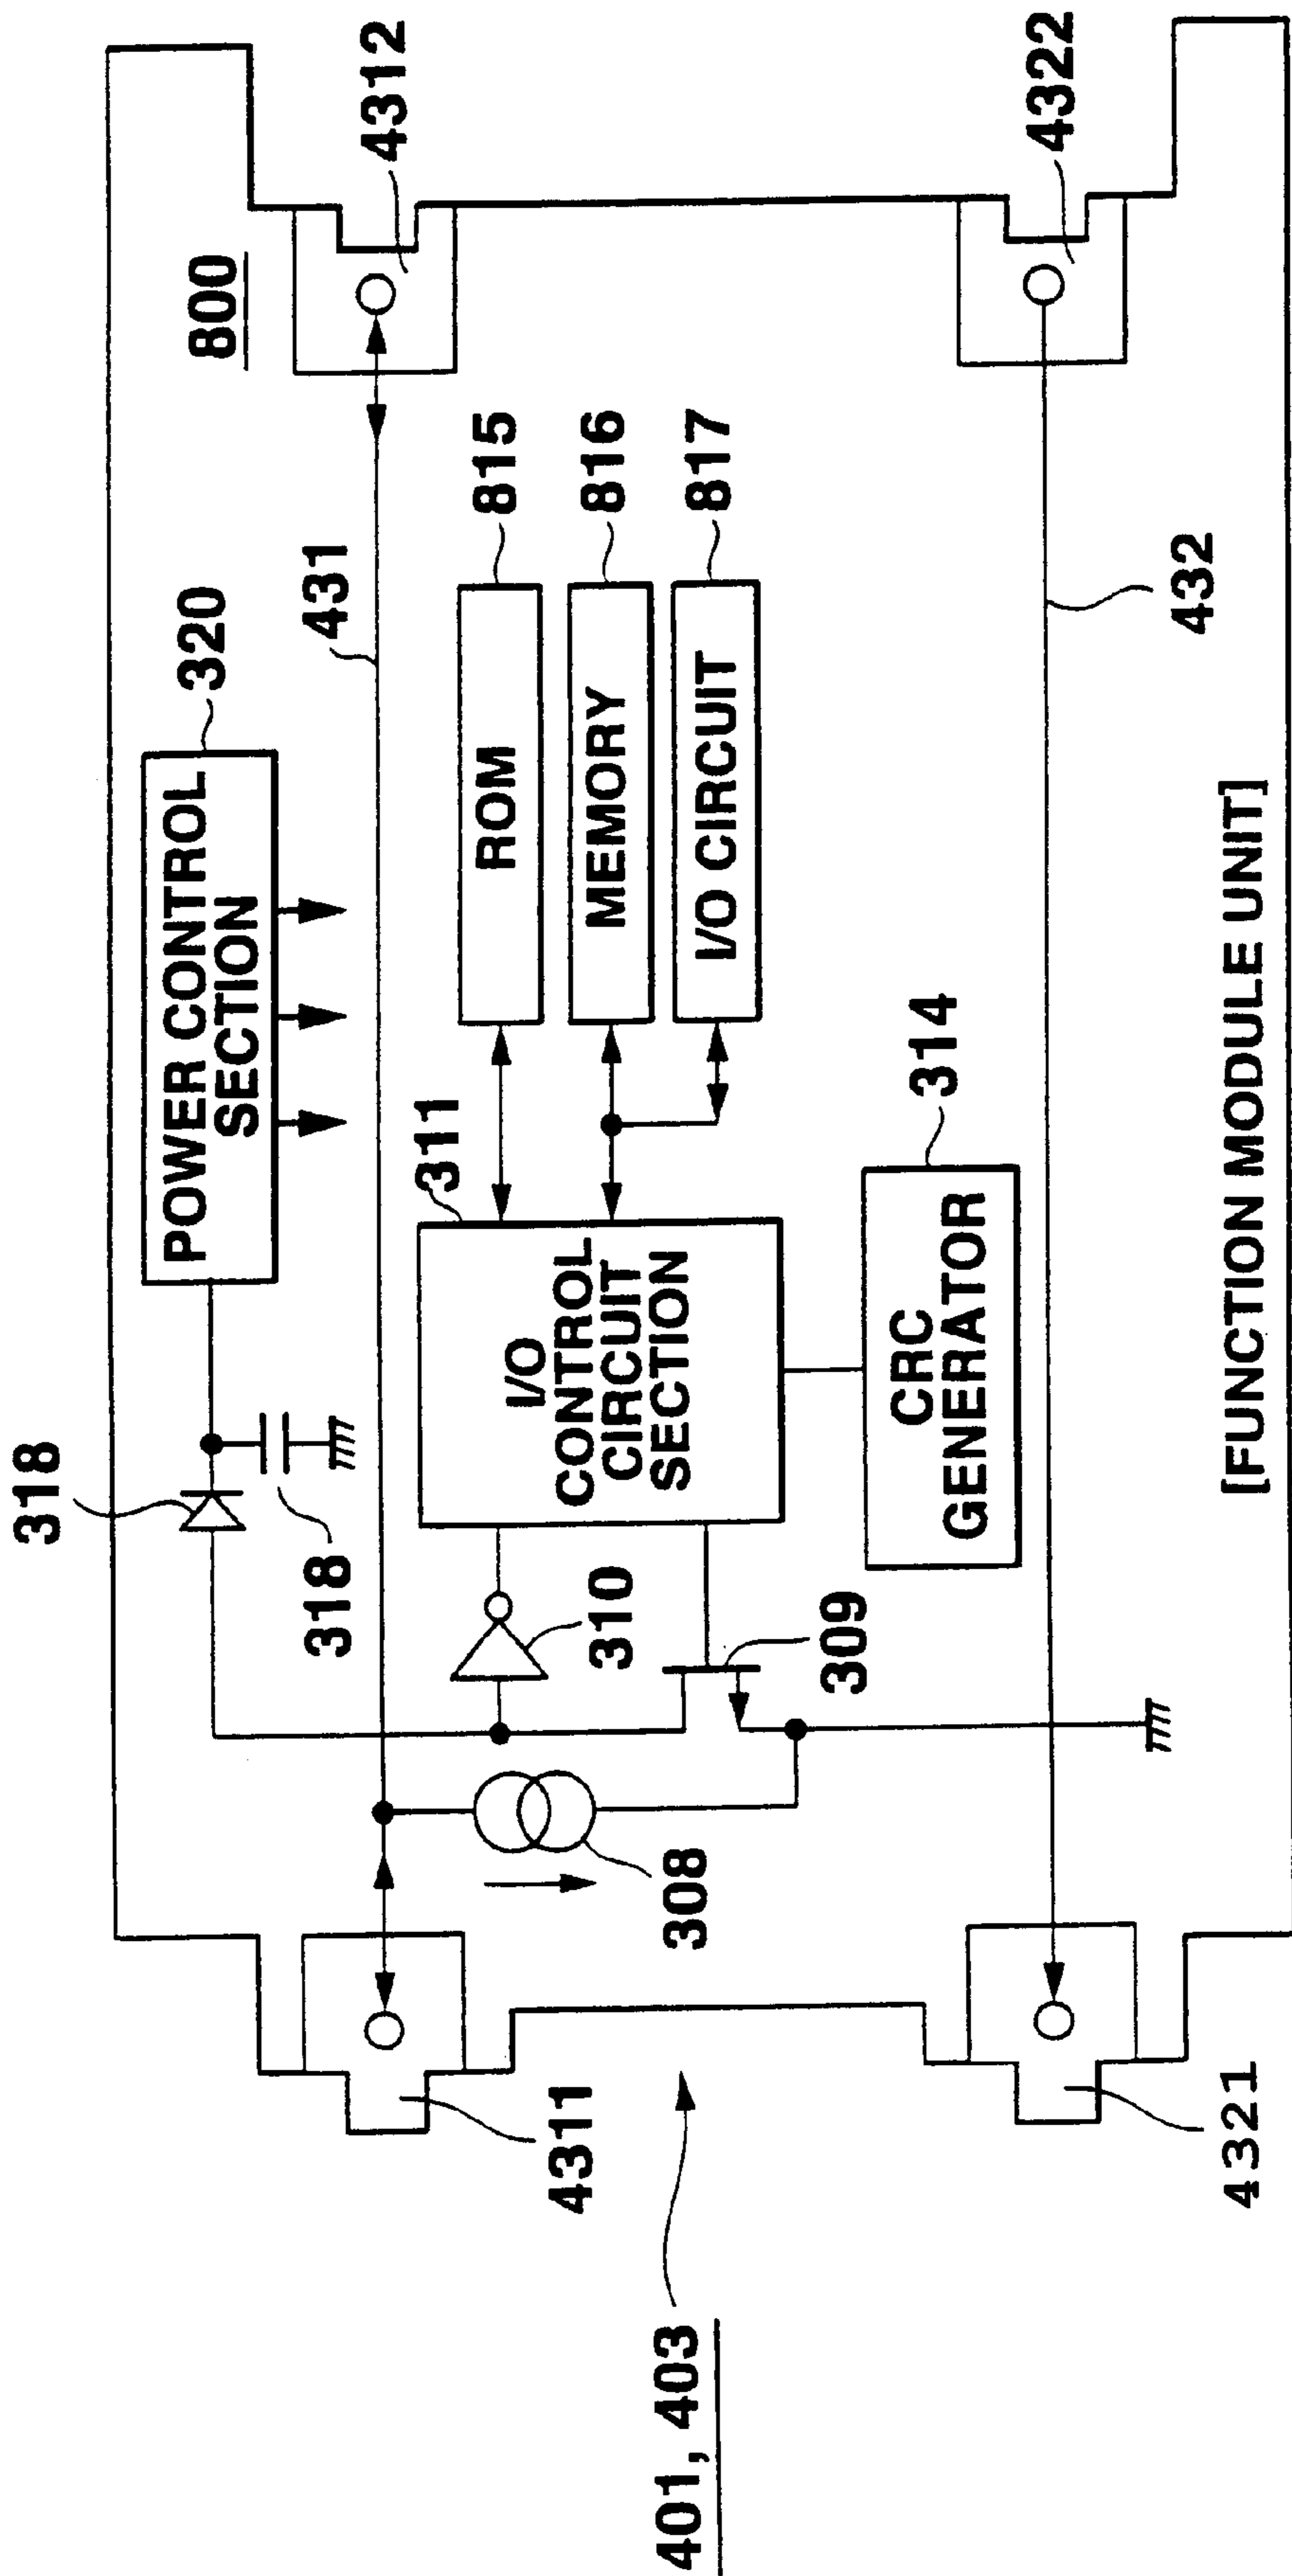 318
318
POWER CONTROL
SECTION
320
431
800
4312
4311
308
310
309
311
I/O
CONTROL
CIRCUIT
SECTION
ROM
815
MEMORY
816
I/O CIRCUIT
817
CRC
GENERATOR
314
401, 403
4321
432
4322
[FUNCTION MODULE UNIT]